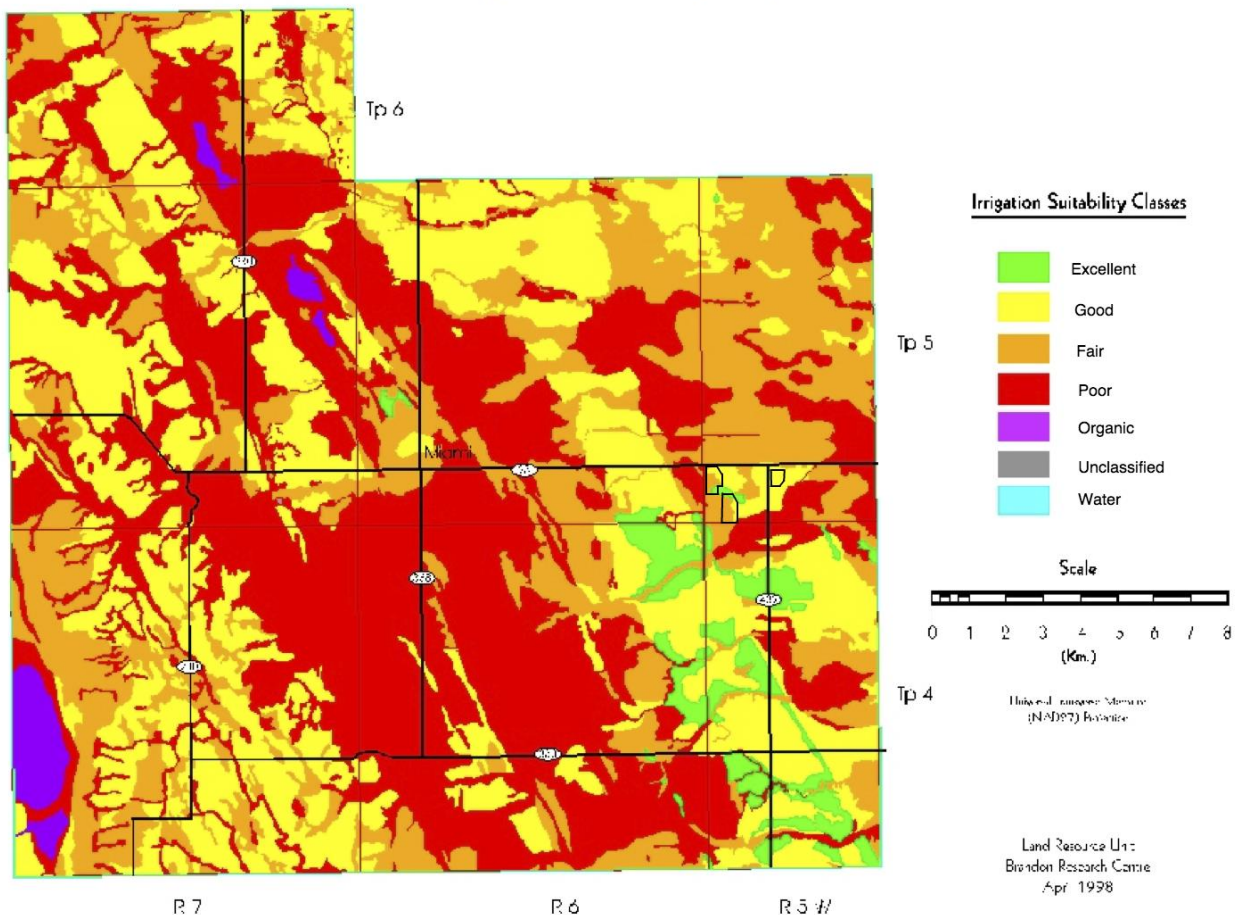 Tp 6
Irrigation Suitability Classes
Excellent
Good
Tp 5
Fair
Poor
Organic
Miami
Unclassified
Water
Scale
0 1 2 3 4 5 6 7 8
(Km.)
240
Tp 4
(NAD27)
Land Resource Unit
Brandon Research Centre
April 1998
R 7
R 6
R 5 W